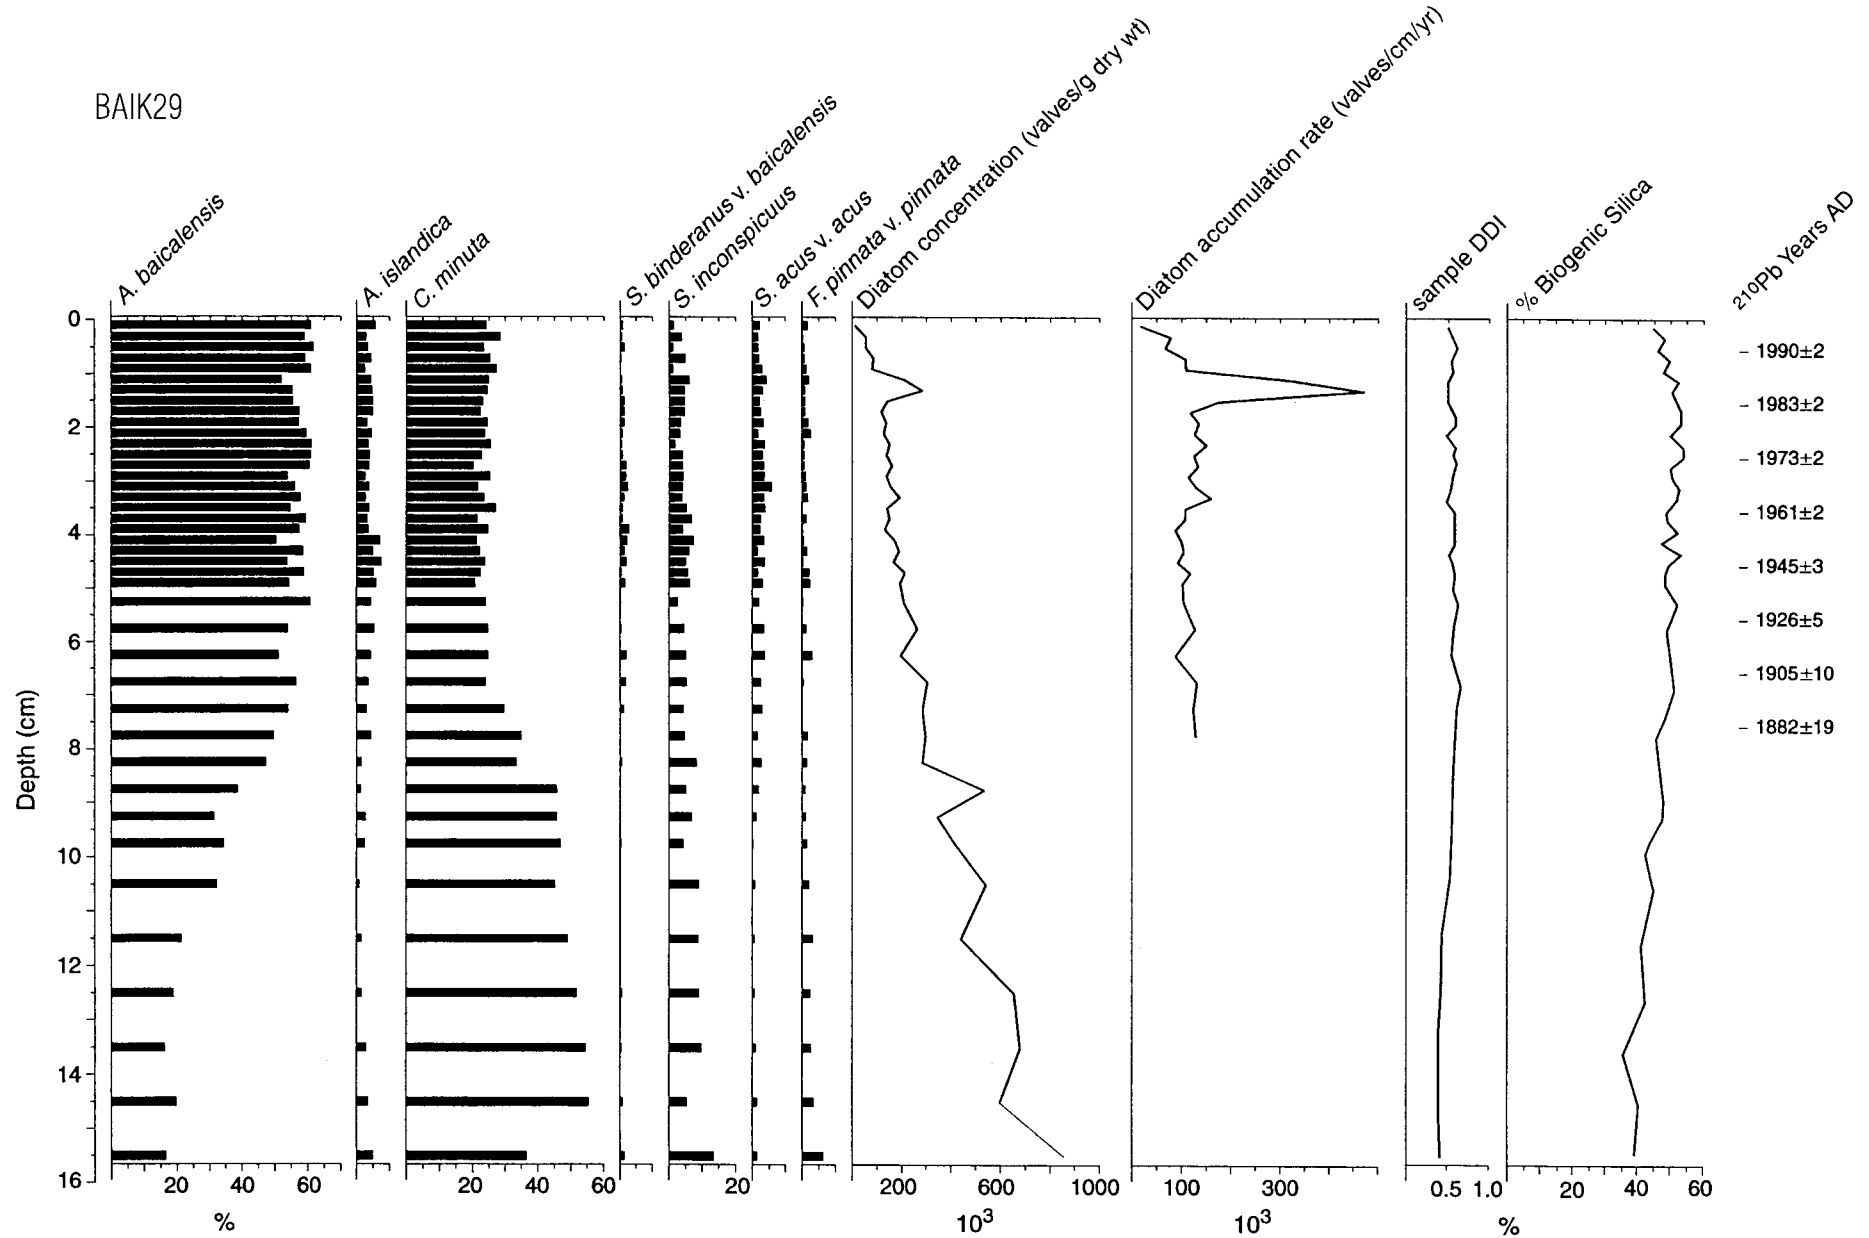 BAIK29
A. baicalensis
A. islandica
C. minuta
S. binderanus v. baicalensis
S. inconspicuus
S. acus v. acus
F. pinnata v. pinnata
Diatom concentration (valves/g dry wt)
Diatom accumulation rate (valves/cm/yr)
sample DDI
% Biogenic Silica
²¹⁰Pb Years AD
Depth (cm)
0
2
4
6
8
10
12
14
16
1990±2
1983±2
1973±2
1961±2
1945±3
1926±5
1905±10
1882±19
20 40 60
20 40 60
20
200 600 1000
100 300
0.5 1.0
20 40 60
%
10³
10³
%